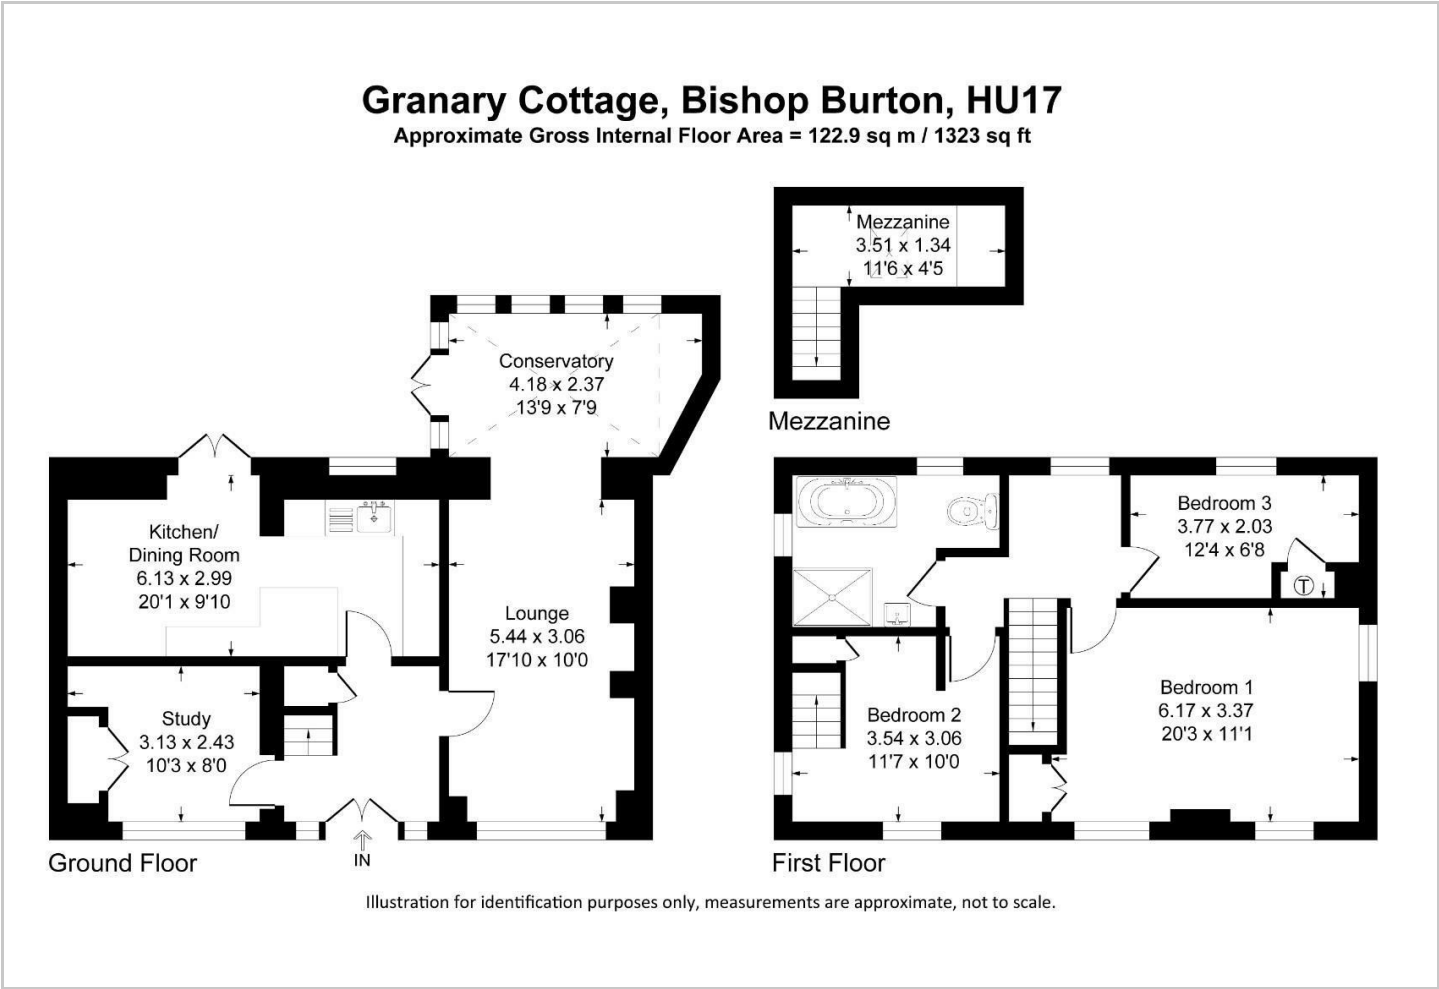 Granary Cottage, Bishop Burton, HU17
Approximate Gross Internal Floor Area = 122.9 sq m / 1323 sq ft
Mezzanine
3.51 x 1.34
11'6 x 4'5
Mezzanine
Conservatory
4.18 x 2.37
13'9 x 7'9
Kitchen/
Dining Room
6.13 x 2.99
20'1 x 9'10
Lounge
5.44 x 3.06
17'10 x 10'0
Study
3.13 x 2.43
10'3 x 8'0
IN
Ground Floor
Bedroom 3
3.77 x 2.03
12'4 x 6'8
T
Bedroom 1
6.17 x 3.37
20'3 x 11'1
Bedroom 2
3.54 x 3.06
11'7 x 10'0
First Floor
Illustration for identification purposes only, measurements are approximate, not to scale.